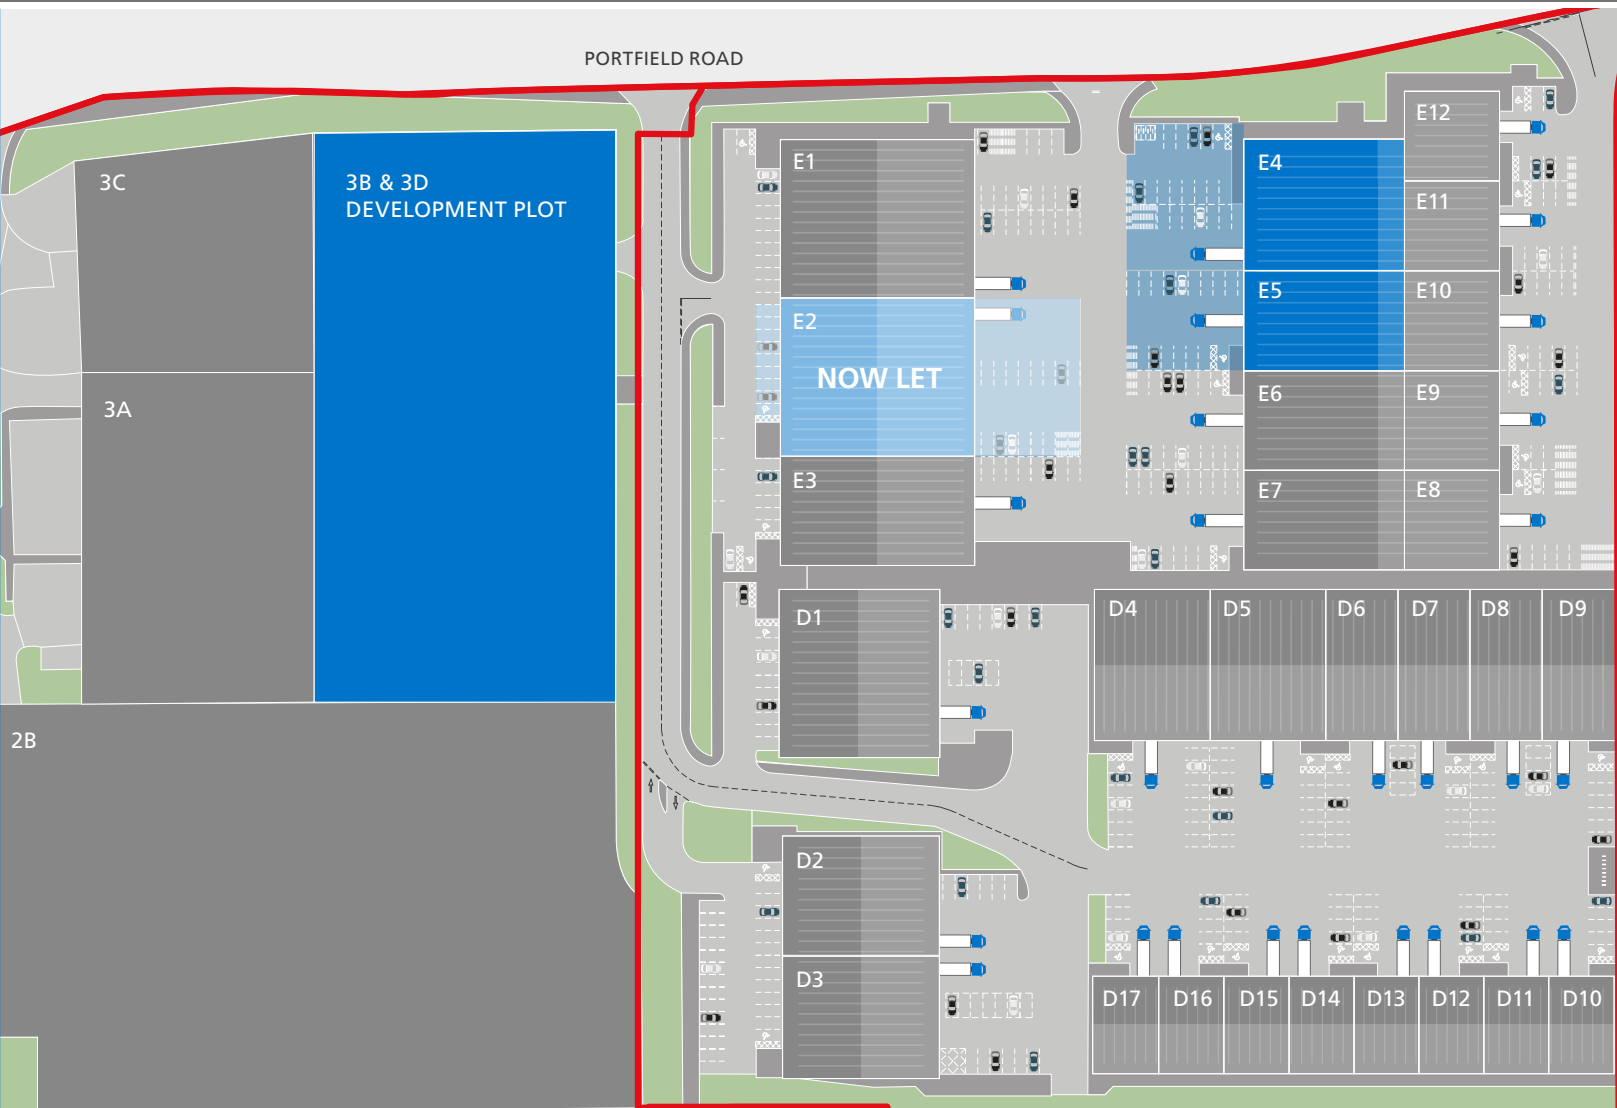 PORTFIELD ROAD
3C
3B & 3D
DEVELOPMENT PLOT
E1
E4
E12
E11
E2
E5
E10
NOW LET
3A
E6
E9
E3
E7
E8
D1
D4
D5
D6
D7
D8
D9
2B
D2
D3
D17
D16
D15
D14
D13
D12
D11
D10